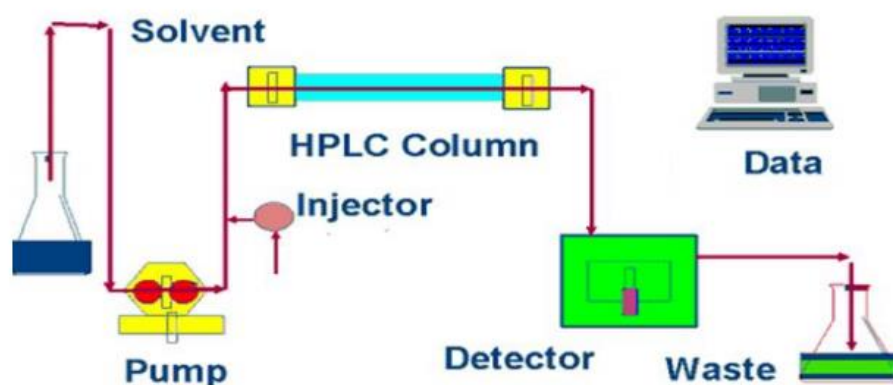 Solvent
HPLC Column
Injector
Data
Pump
Detector
Waste